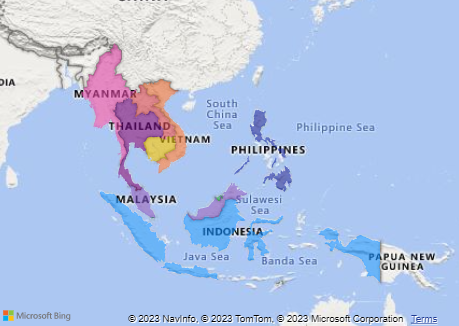 DIA
MYANMAR
South
China
Sea
THAILAND
VIETNAM
Philippine Sea
PHILIPPINES
MALAYSIA
Sulawesi
Sea
INDONESIA
Java Sea
Banda Sea
PAPUA NEW
GUINEA
Microsoft Bing
© 2023 NavInfo, © 2023 TomTom, © 2023 Microsoft Corporation Terms